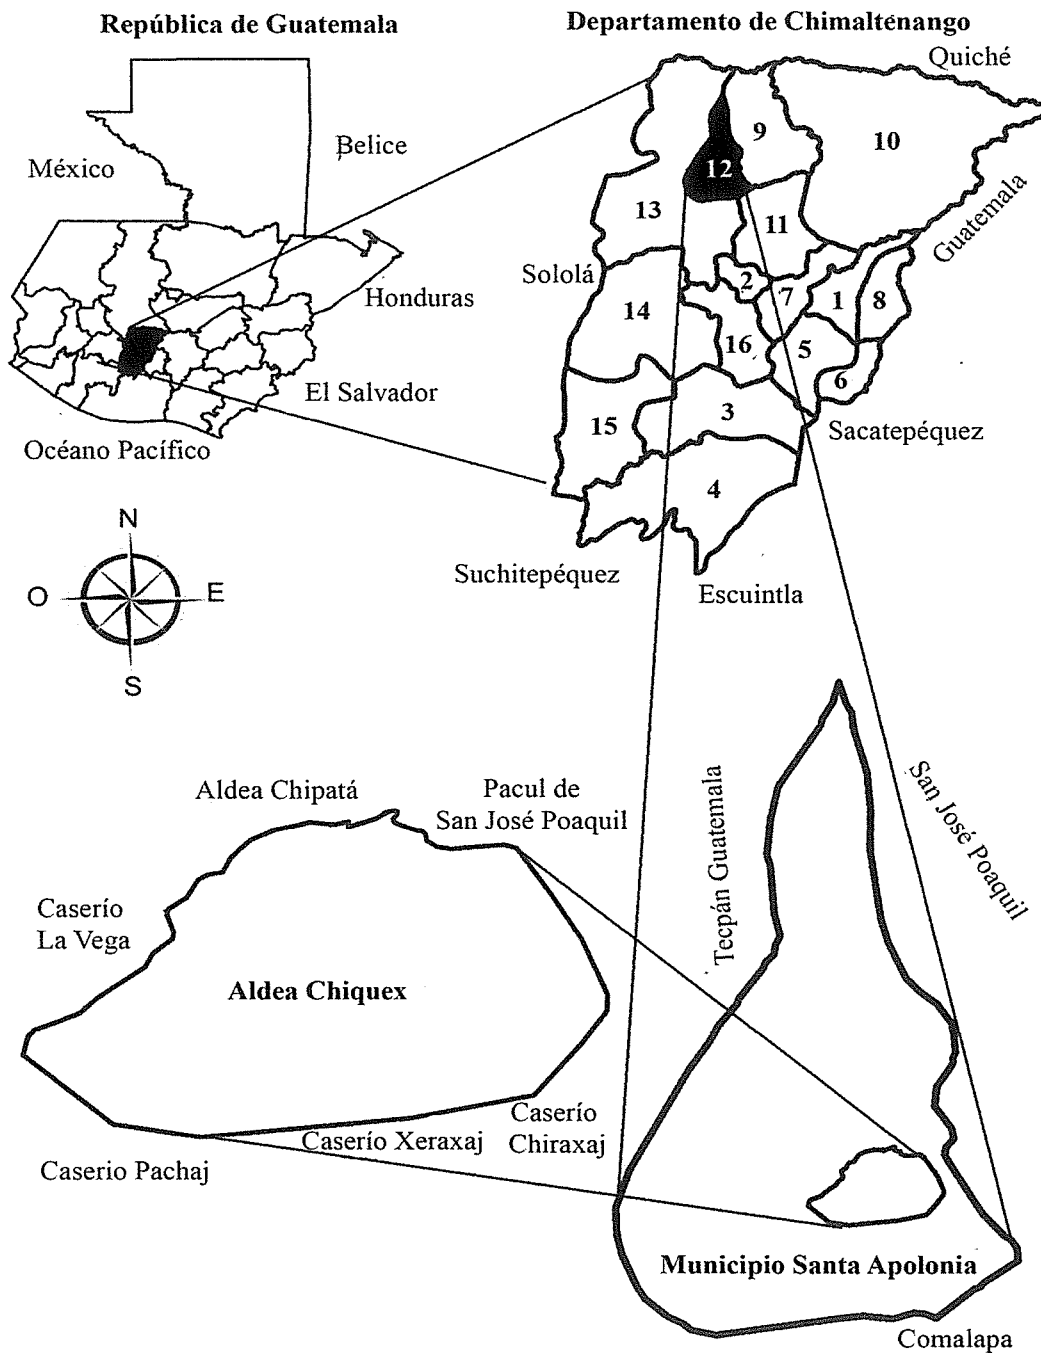 República de Guatemala
Departamento de Chimaltenango
Quiché
México
Belice
9
10
12
13
11
Guatemala
Sololá
Honduras
2
7
1
8
14
16
5
6
El Salvador
15
3
Sacatepéquez
Océano Pacífico
4
N
O
E
S
Suchitepéquez
Escuintla
Aldea Chipatá
Pacul de
San José Poaquil
Tecpán Guatemala
San José Poaquil
Caserío
La Vega
Aldea Chiquex
Caserío
Chiraxaj
Caserío Xeraxaj
Caserio Pachaj
Municipio Santa Apolonia
Comalapa